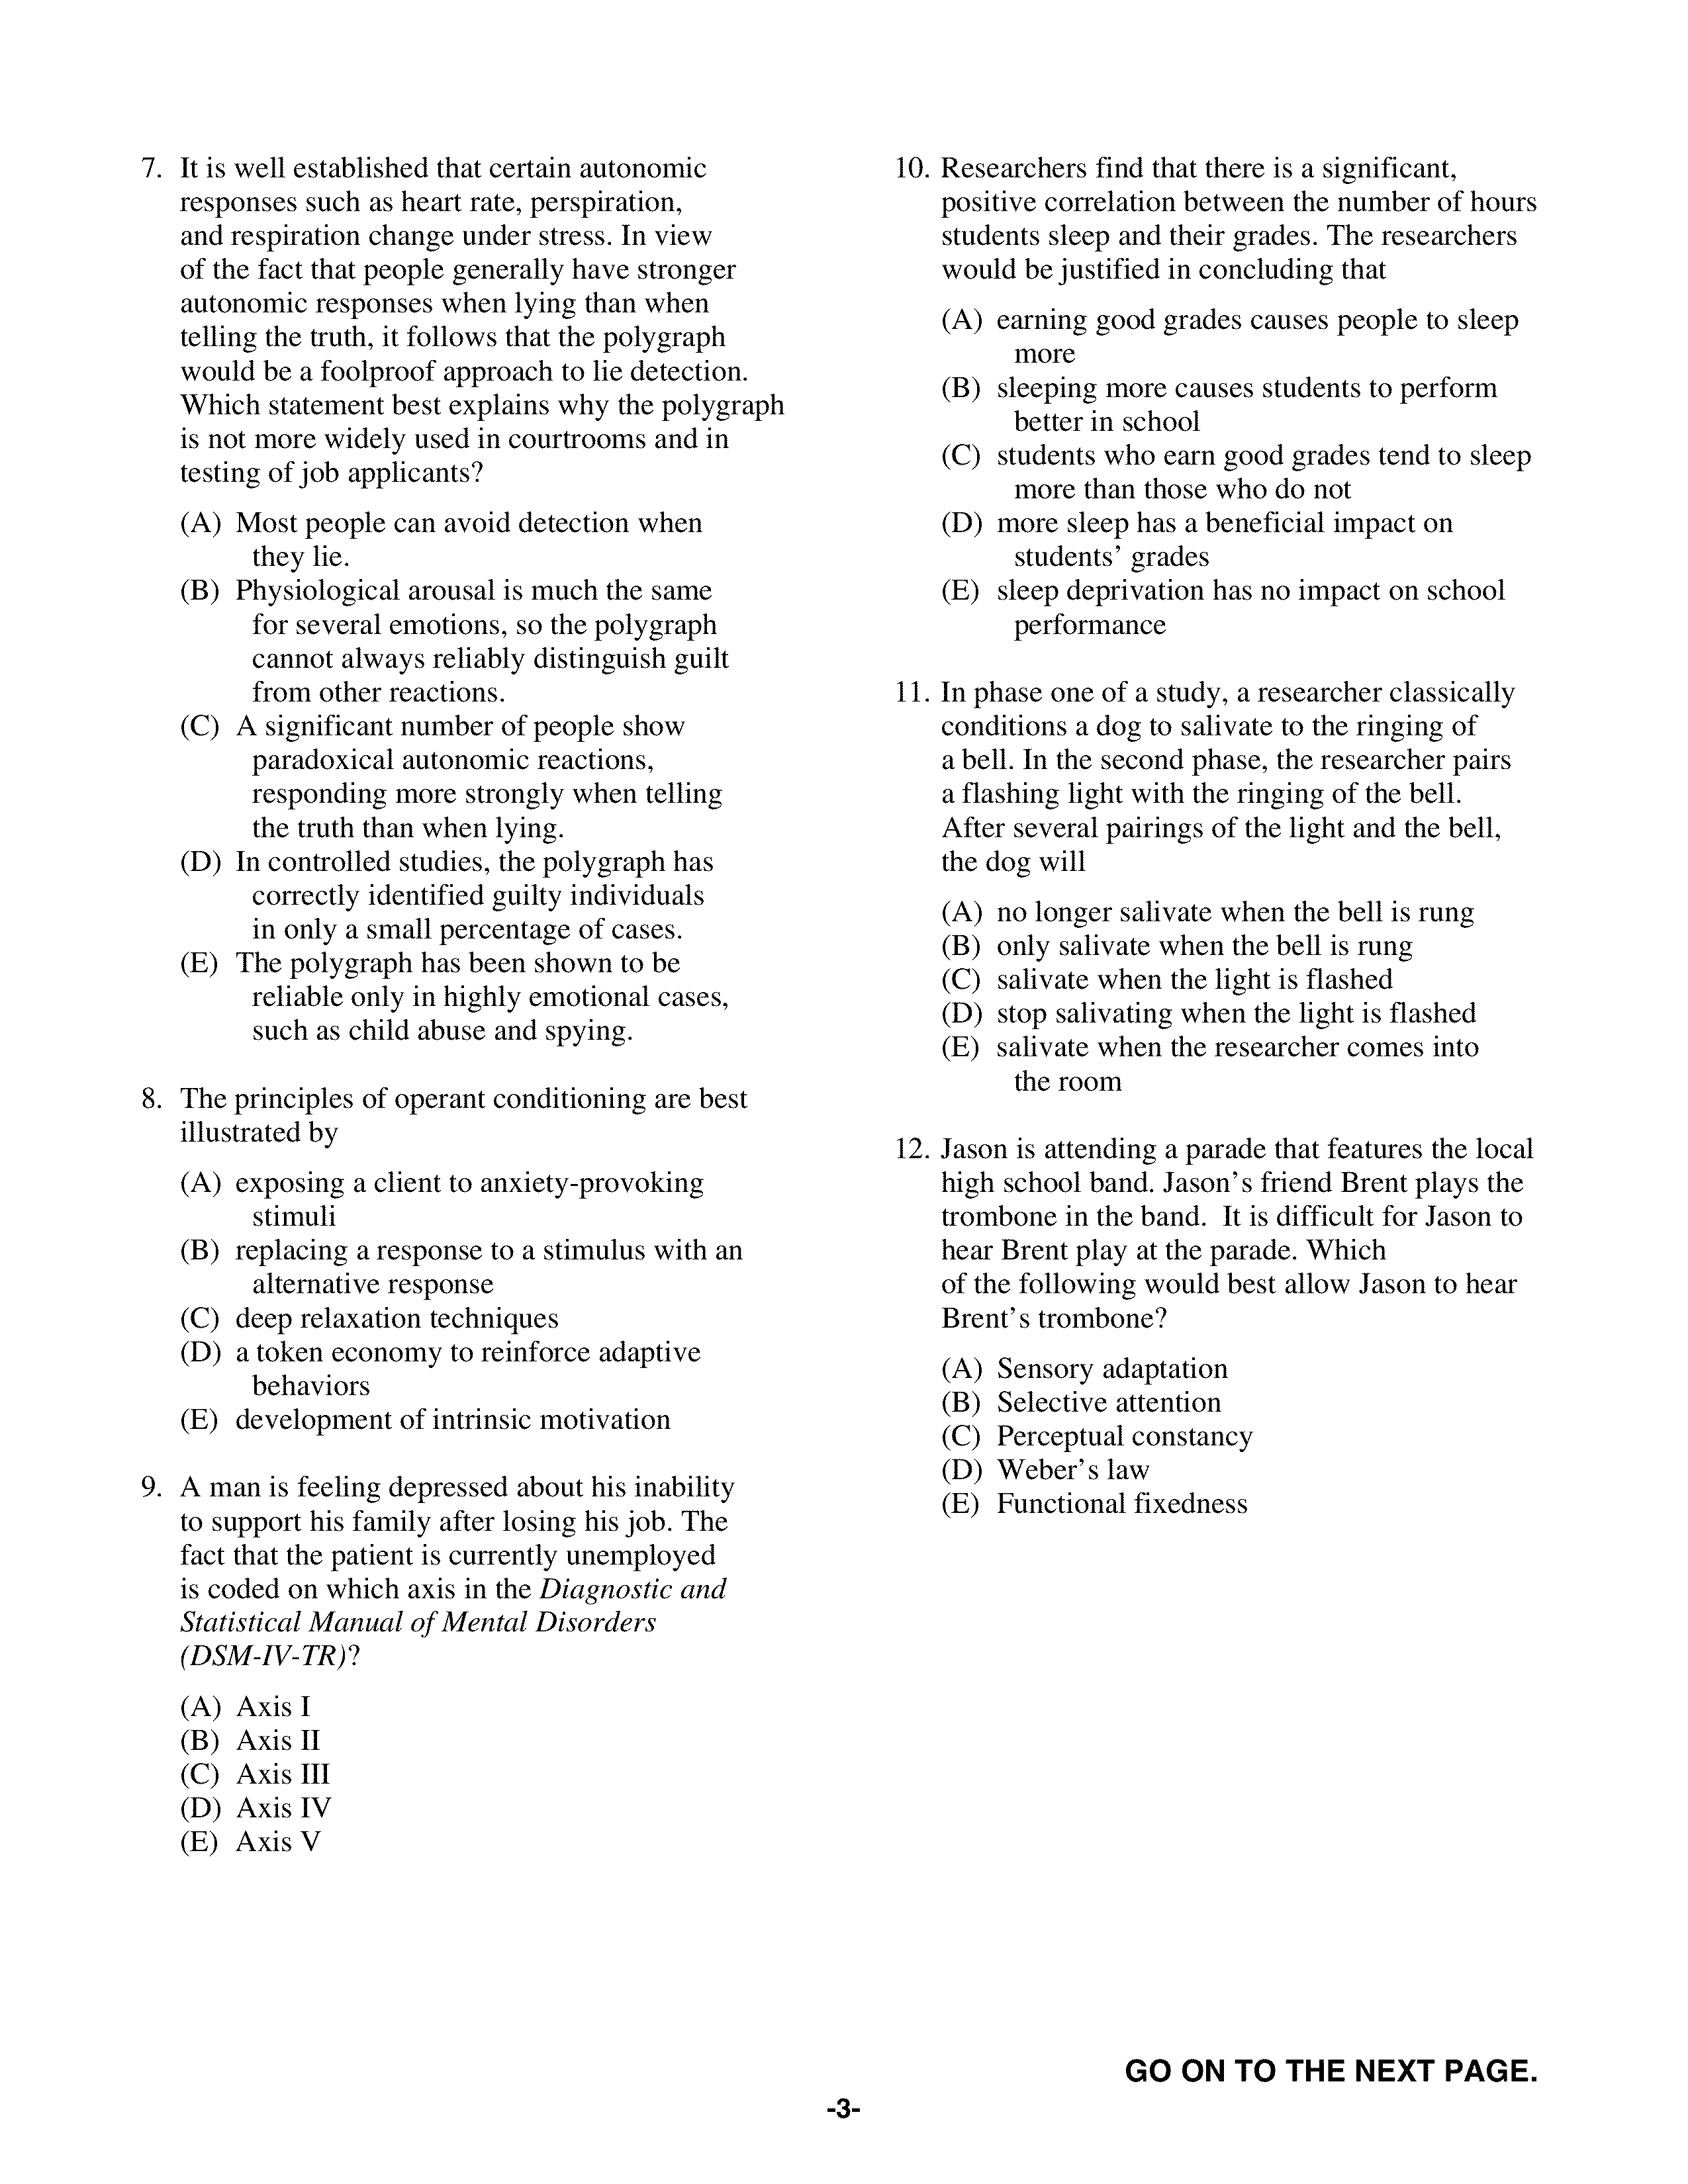 7. It is well established that certain autonomic
responses such as heart rate, perspiration,
and respiration change under stress. In view
of the fact that people generally have stronger
autonomic responses when lying than when
telling the truth, it follows that the polygraph
would be a foolproof approach to lie detection.
Which statement best explains why the polygraph
is not more widely used in courtrooms and in
testing of job applicants?
(A) Most people can avoid detection when
they lie.
(B) Physiological arousal is much the same
for several emotions, so the polygraph
cannot always reliably distinguish guilt
from other reactions.
(C) A significant number of people show
paradoxical autonomic reactions,
responding more strongly when telling
the truth than when lying.
(D) In controlled studies, the polygraph has
correctly identified guilty individuals
in only a small percentage of cases.
(E) The polygraph has been shown to be
reliable only in highly emotional cases,
such as child abuse and spying.
8. The principles of operant conditioning are best
illustrated by
(A) exposing a client to anxiety-provoking
stimuli
(B) replacing a response to a stimulus with an
alternative response
(C) deep relaxation techniques
(D) a token economy to reinforce adaptive
behaviors
(E) development of intrinsic motivation
9. A man is feeling depressed about his inability
to support his family after losing his job. The
fact that the patient is currently unemployed
is coded on which axis in the Diagnostic and
Statistical Manual of Mental Disorders
(DSM-IV-TR)?
(A) Axis I
(B) Axis II
(C) Axis III
(D) Axis IV
(E) Axis V
10. Researchers find that there is a significant,
positive correlation between the number of hours
students sleep and their grades. The researchers
would be justified in concluding that
(A) earning good grades causes people to sleep
more
(B) sleeping more causes students to perform
better in school
(C) students who earn good grades tend to sleep
more than those who do not
(D) more sleep has a beneficial impact on
students’ grades
(E) sleep deprivation has no impact on school
performance
11. In phase one of a study, a researcher classically
conditions a dog to salivate to the ringing of
a bell. In the second phase, the researcher pairs
a flashing light with the ringing of the bell.
After several pairings of the light and the bell,
the dog will
(A) no longer salivate when the bell is rung
(B) only salivate when the bell is rung
(C) salivate when the light is flashed
(D) stop salivating when the light is flashed
(E) salivate when the researcher comes into
the room
12. Jason is attending a parade that features the local
high school band. Jason’s friend Brent plays the
trombone in the band. It is difficult for Jason to
hear Brent play at the parade. Which
of the following would best allow Jason to hear
Brent’s trombone?
(A) Sensory adaptation
(B) Selective attention
(C) Perceptual constancy
(D) Weber’s law
(E) Functional fixedness
GO ON TO THE NEXT PAGE.
-3-